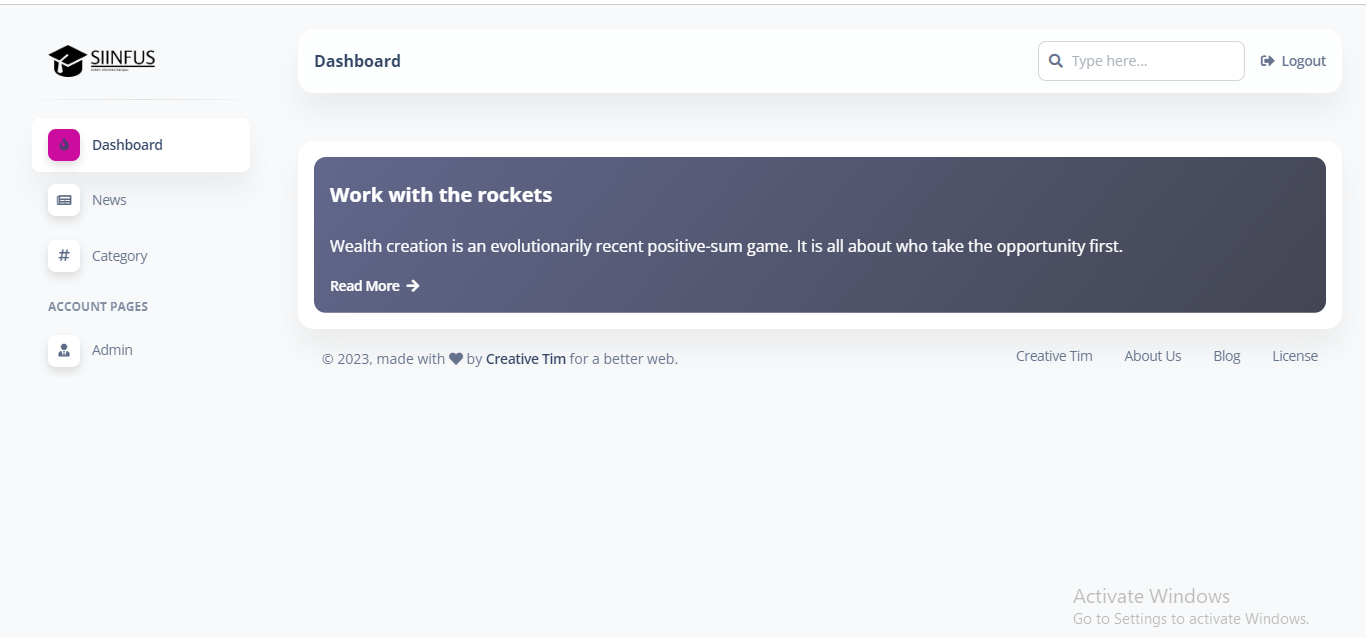 SIINFUS
Dashboard
News
Category
ACCOUNT PAGES
Admin
Dashboard
Type here...
Logout
Work with the rockets
Wealth creation is an evolutionarily recent positive-sum game. It is all about who take the opportunity first.
Read More
© 2023, made with by Creative Tim for a better web.
Creative Tim
About Us
Blog
License
Activate Windows
Go to Settings to activate Windows.